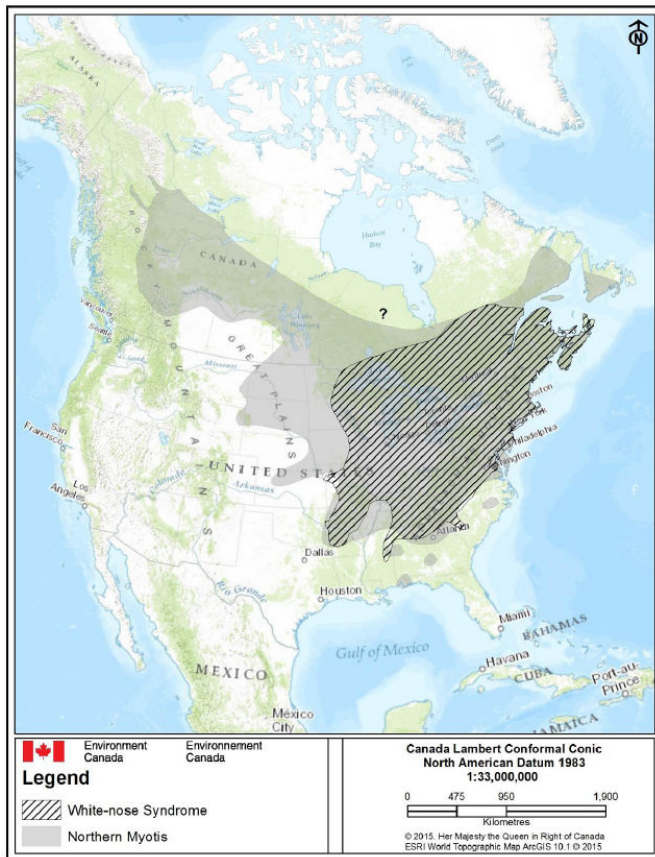 N
ALASKA
Hudson
Bay
CANADA
Nelson
ROCKY MOUNTAINS
Lake
Winnipeg
?
Vancouver
Seattle
Missouri
GREAT PLAINS
San
Francisco
UNITED STATES
Philadelphia
Los
Angeles
Colorado
Arkansas
Atlanta
Dallas
Rio Grande
Houston
Miami
Gulf of Mexico
BAHAMAS
Havana
MEXICO
CUBA
Port-au-
Prince
México
City
JAMAICA
Environment
Canada
Environnement
Canada
Legend
White-nose Syndrome
Northern Myotis
Canada Lambert Conformal Conic
North American Datum 1983
1:33,000,000
0 475 950 1,900
Kilometres
© 2015. Her Majesty the Queen in Right of Canada
ESRI World Topographic Map ArcGIS 10.1 © 2015